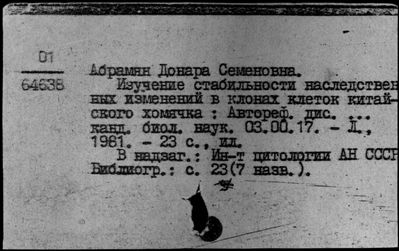 01
64638
Абрамян Донара Семеновна.
Изучение стабильности наследствен
ных изменений в клонах клеток китай-
ского хомячка : Автореф. дис. ...
канд. биол. наук. 03.00.17. - Л.,
1981. - 23 с., ил.
В надзаг.: Ин-т цитологии АН СССР
Библиогр.: с. 23(7 назв.).